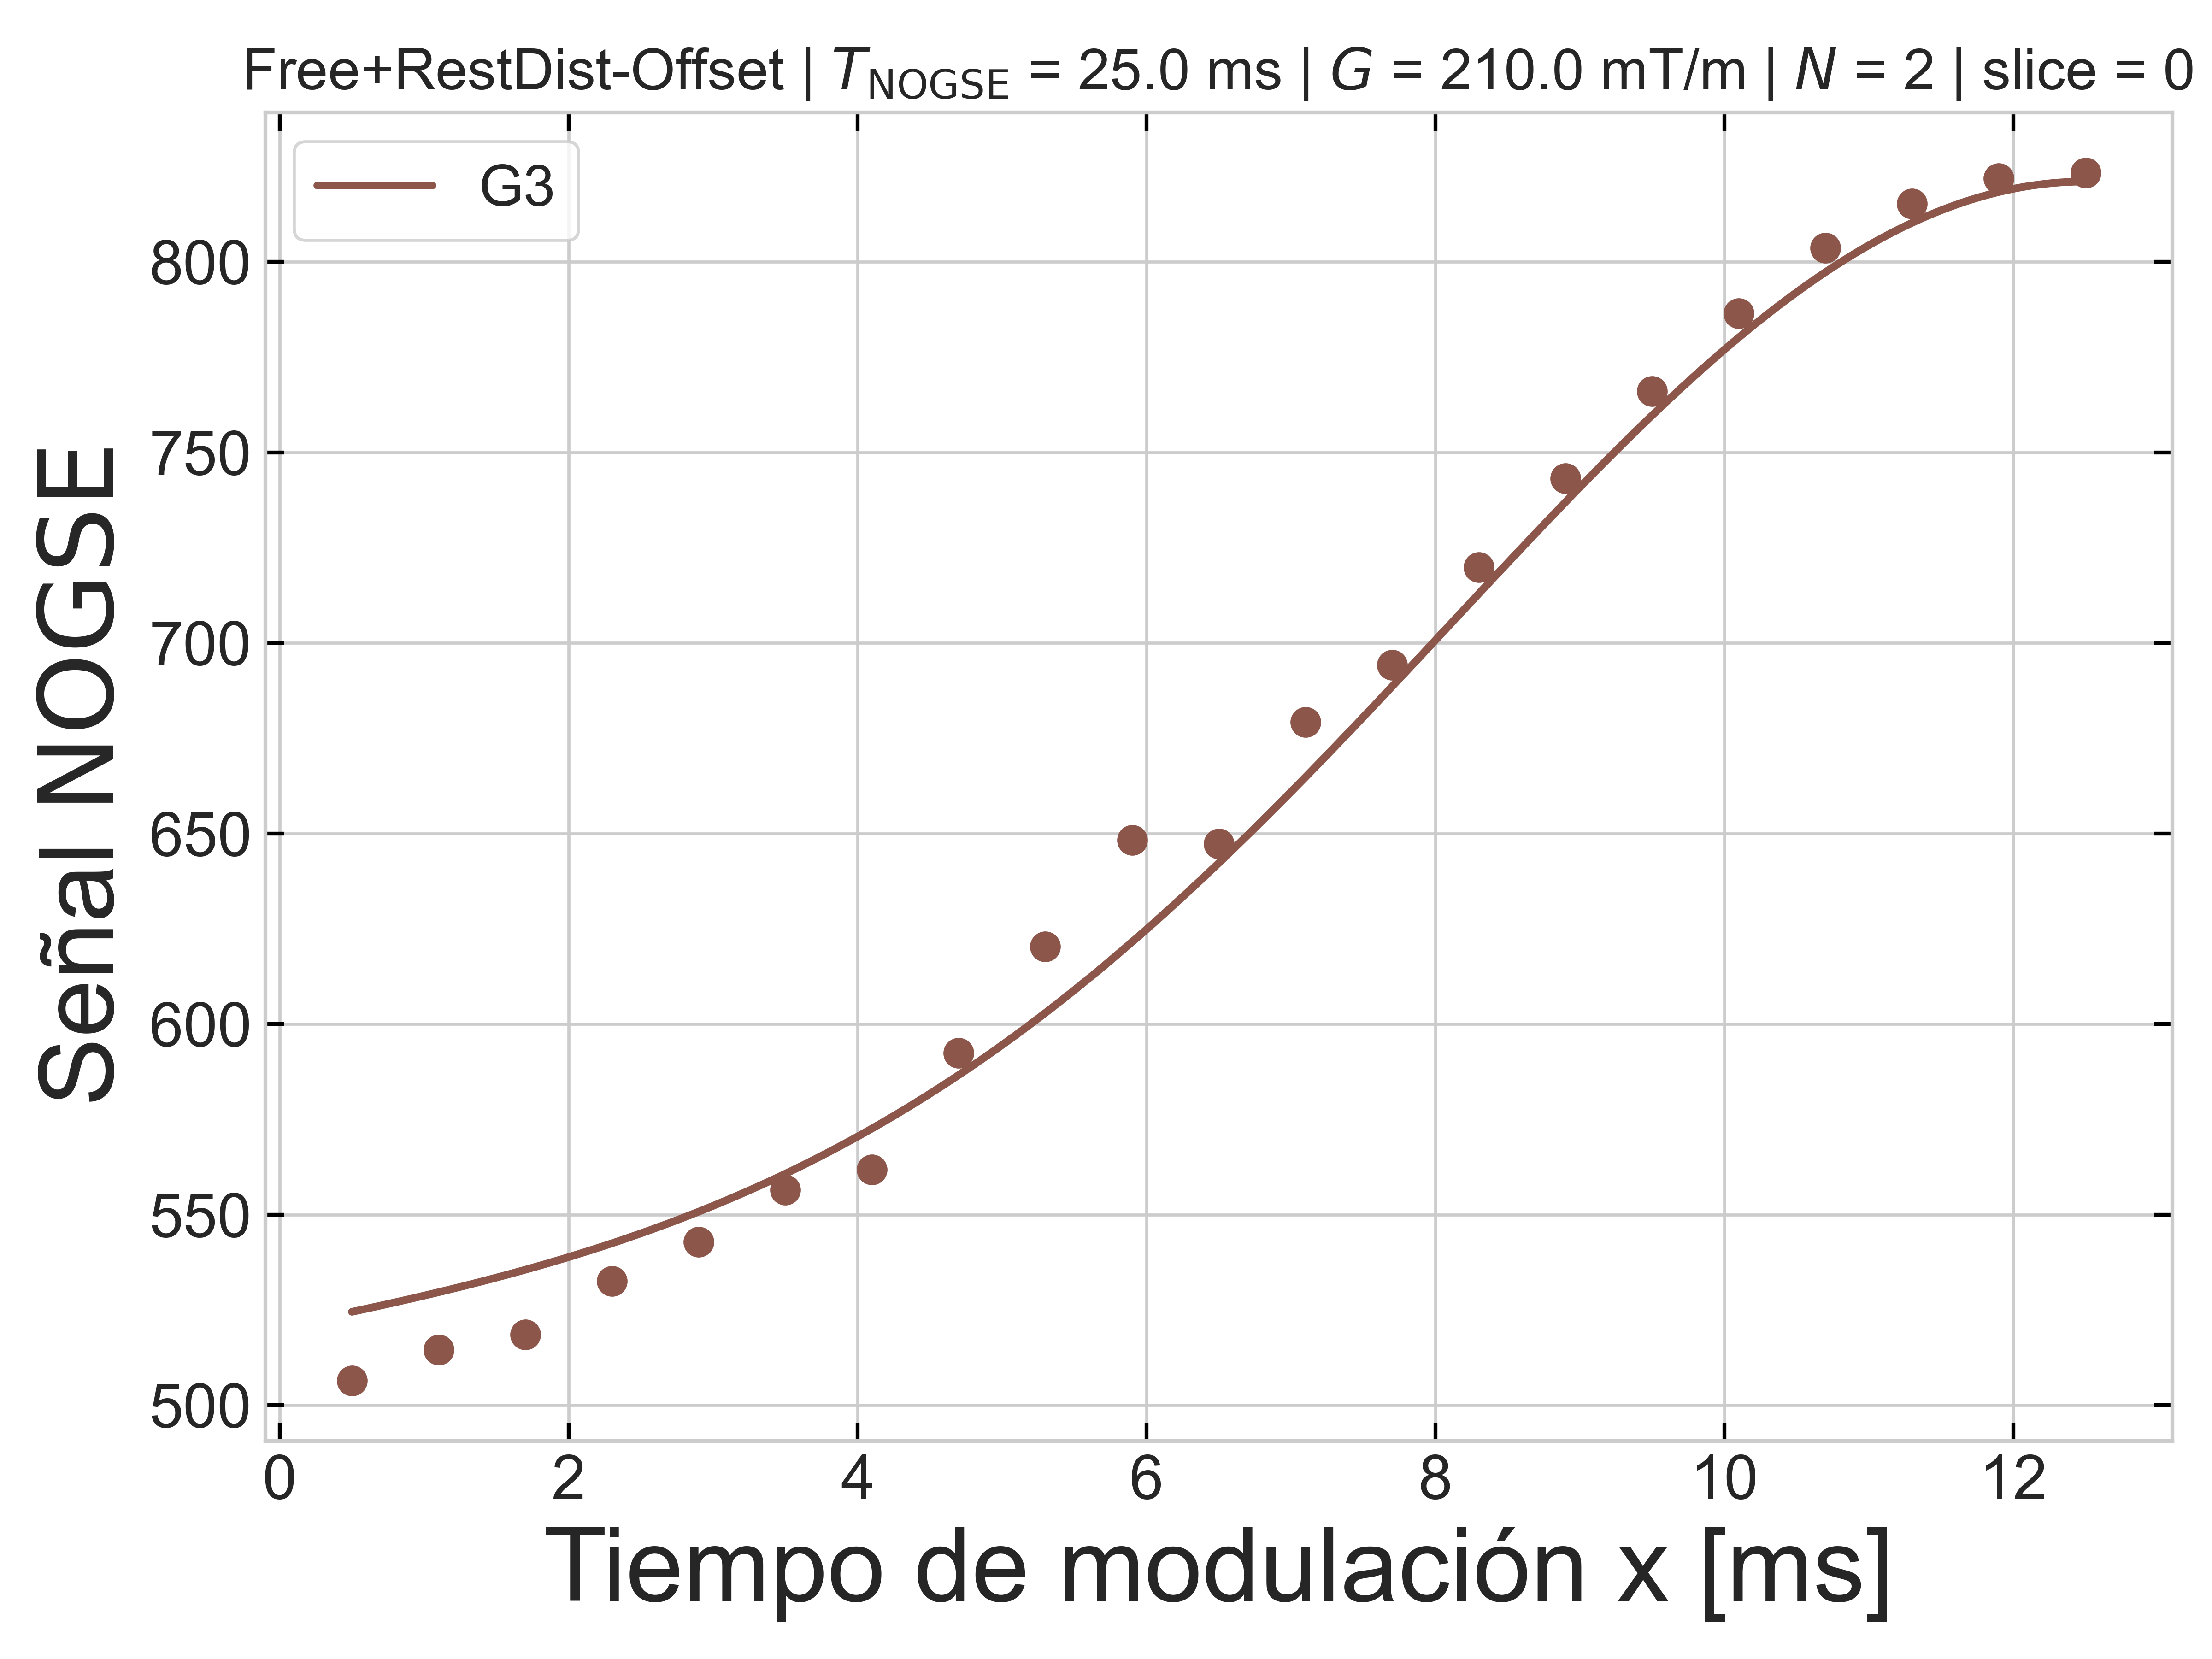 Free+RestDist-Offset | T_NOGSE = 25.0 ms | G = 210.0 mT/m | N = 2 | slice = 0
G3
Señal NOGSE
800
750
700
650
600
550
500
0 2 4 6 8 10 12
Tiempo de modulación x [ms]